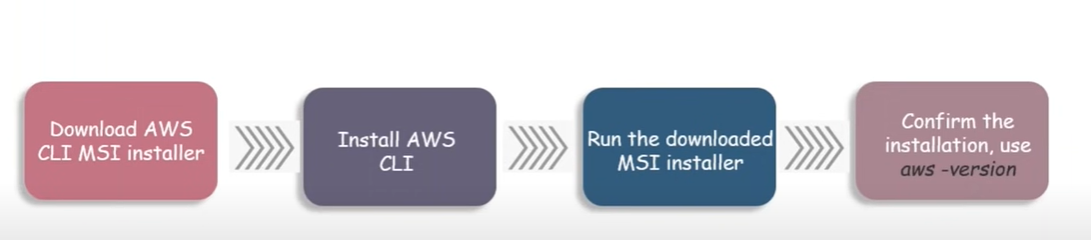 Download AWS
CLI MSI installer
Install AWS
CLI
Run the downloaded
MSI installer
Confirm the
installation, use
aws -version